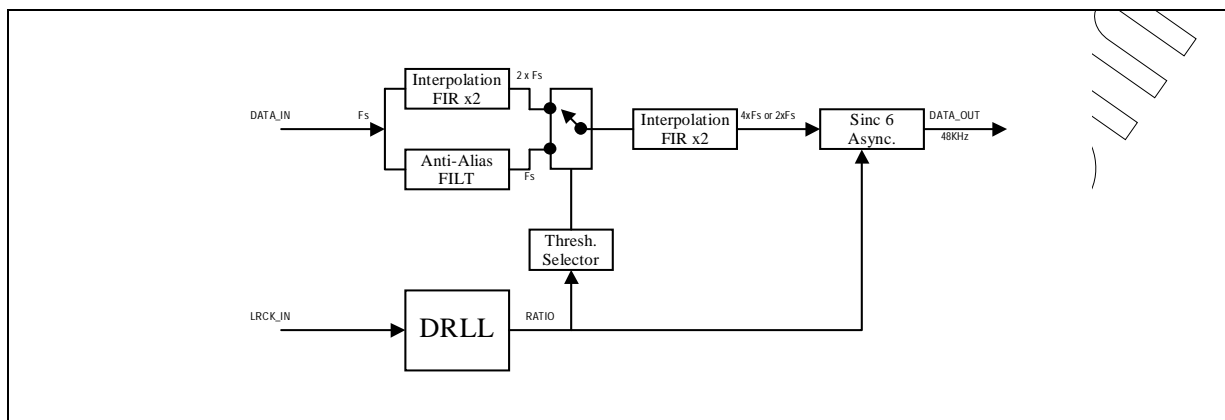 Interpolation
FIR x2
2 x Fs
DATA_IN
Fs
Anti-Alias
FILT
Fs
Interpolation
FIR x2
4xFs or 2xFs
Sinc 6
Async.
DATA_OUT
48KHz
Thresh.
Selector
LRCK_IN
DRLL
RATIO